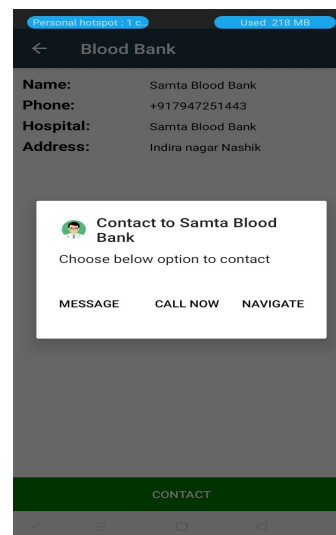 Personal hotspot : 1 c.. Used 218 MB
Blood Bank
Name: Samta Blood Bank
Phone: +917947251443
Hospital: Samta Blood Bank
Address: Indira nagar Nashik
Contact to Samta Blood
Bank
Choose below option to contact
MESSAGE CALL NOW NAVIGATE
CONTACT